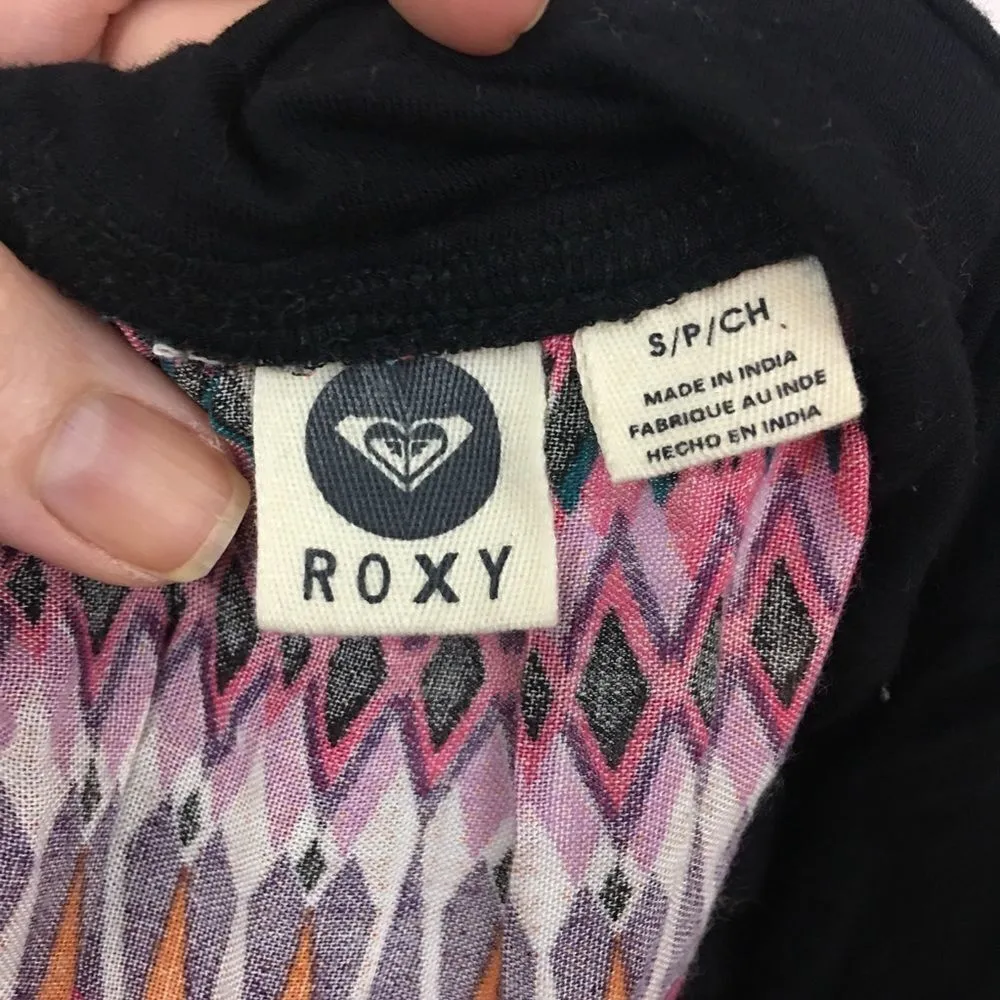 ROXY
S/P/CH
MADE IN INDIA
FABRIQUE AU INDE
HECHO EN INDIA